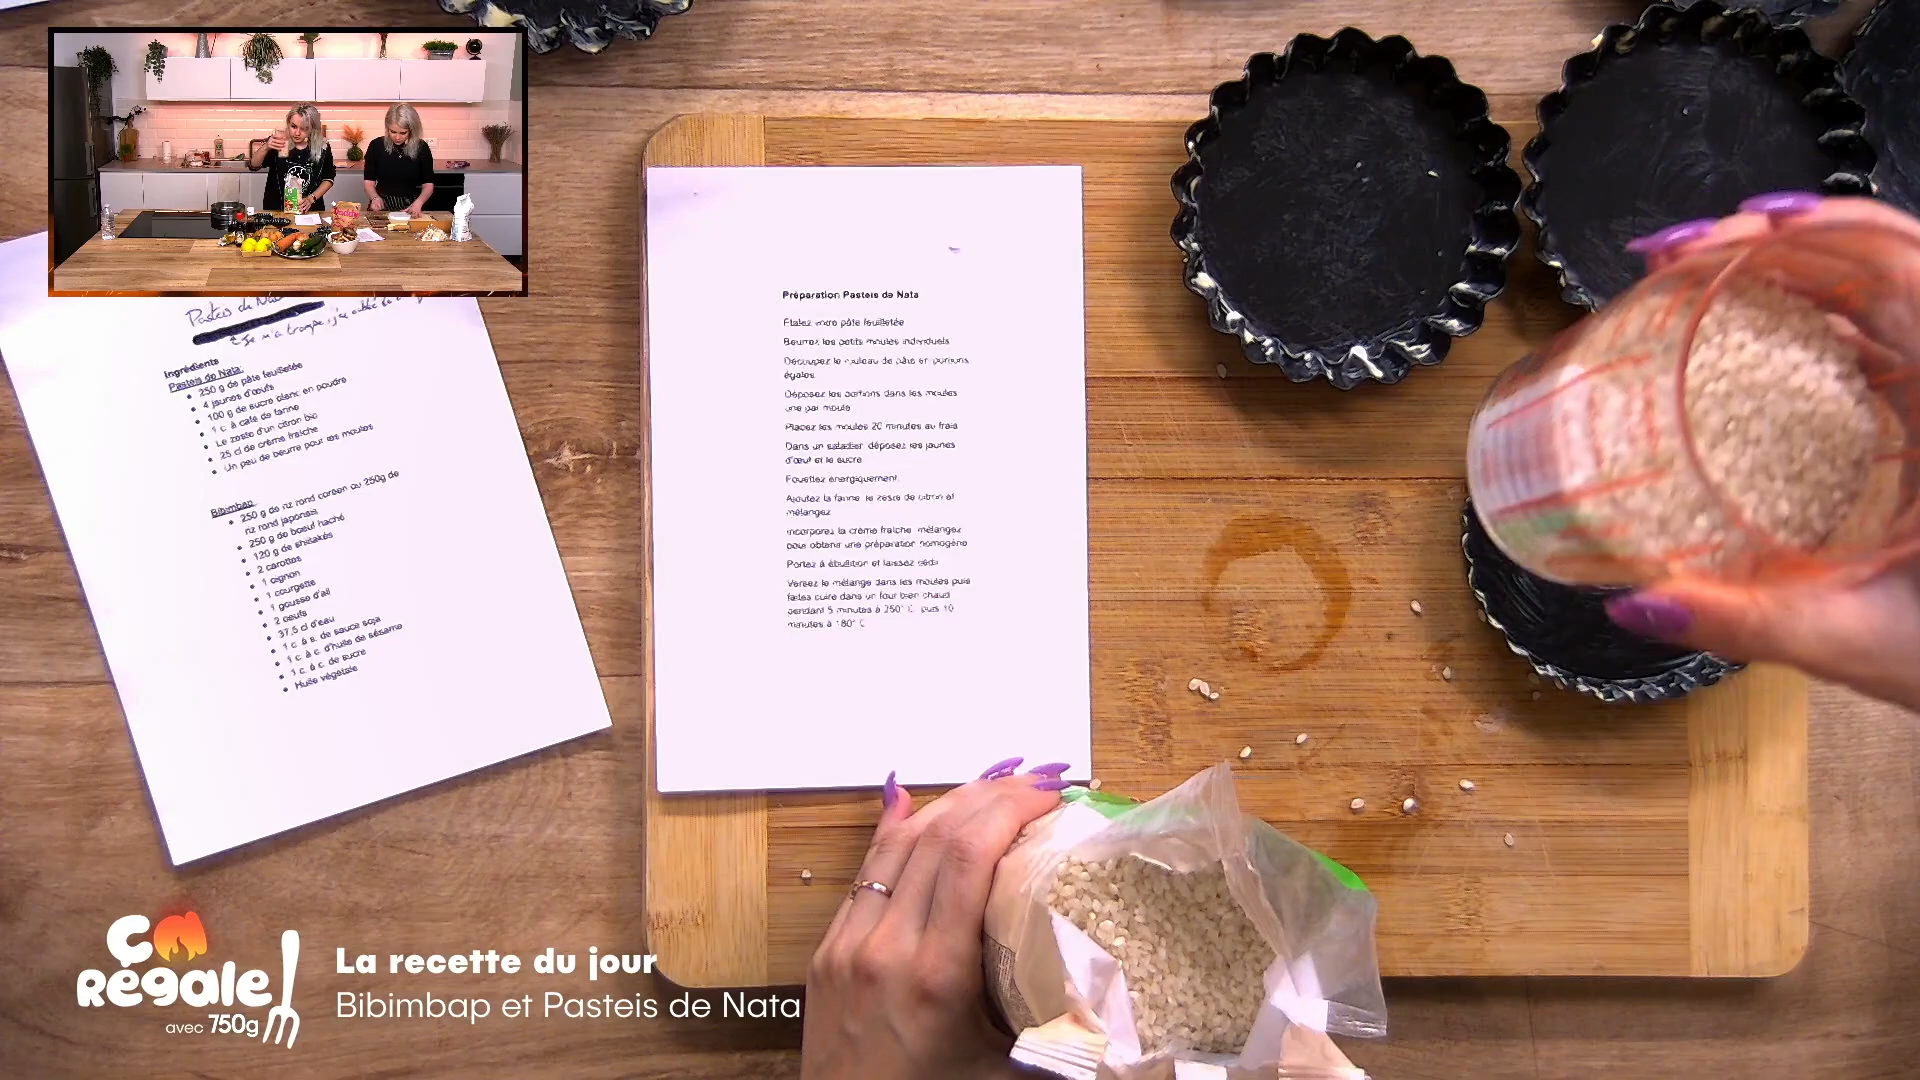 Pasteis de Nata
Ingrédients
Pasteis de Nata:
250 g de pâte feuilletée
4 jaunes d'œufs
100 g de sucre blanc en poudre
1 c. à café de farine
Le zeste d'un citron bio
25 cl de crème fraîche
Un peu de beurre pour les moules
Bibimbap
250 g de riz rond coréen ou 250g de
riz rond japonais
250 g de boeuf haché
120 g de shiitakés
2 carottes
1 oignon
1 courgette
1 gousse d'ail
2 oeufs
37,5 cl d'eau
1 c. à s. de sauce soja
1 c. à c. d'huile de sésame
1 c. à c. de sucre
Huile végétale
Préparation Pasteis de Nata
Etalez votre pâte feuilletée
Beurrez les petits moules individuels
Découpez le rouleau de pâte en portions
égales
Déposez les portions dans les moules
une par moule
Placez les moules 20 minutes au frais
Dans un saladier déposez les jaunes
d'œuf et le sucre
Fouettez énergiquement
Ajoutez la farine le zeste de citron et
mélangez
Incorporez la crème fraîche mélangez
pour obtenir une préparation homogène
Portez à ébullition et laissez tiédir
Versez le mélange dans les moules puis
faites cuire dans un four bien chaud
pendant 5 minutes à 250° C puis 10
minutes à 180° C
Ça
Régale!
avec 750g
La recette du jour
Bibimbap et Pasteis de Nata